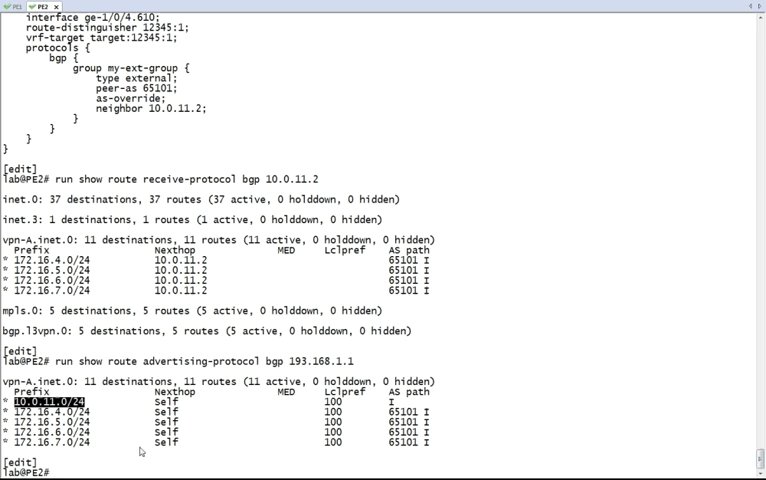 PE1 PE2
interface ge-1/0/4.610;
route-distinguisher 12345:1;
vrf-target target:12345:1;
protocols {
bgp {
group my-ext-group {
type external;
peer-as 65101;
as-override;
neighbor 10.0.11.2;
}
}
}
}
[edit]
lab@PE2# run show route receive-protocol bgp 10.0.11.2
inet.0: 37 destinations, 37 routes (37 active, 0 holddown, 0 hidden)
inet.3: 1 destinations, 1 routes (1 active, 0 holddown, 0 hidden)
vpn-A.inet.0: 11 destinations, 11 routes (11 active, 0 holddown, 0 hidden)
Prefix Nexthop MED Lclpref AS path
* 172.16.4.0/24 10.0.11.2 65101 I
* 172.16.5.0/24 10.0.11.2 65101 I
* 172.16.6.0/24 10.0.11.2 65101 I
* 172.16.7.0/24 10.0.11.2 65101 I
mpls.0: 5 destinations, 5 routes (5 active, 0 holddown, 0 hidden)
bgp.l3vpn.0: 5 destinations, 5 routes (5 active, 0 holddown, 0 hidden)
[edit]
lab@PE2# run show route advertising-protocol bgp 193.168.1.1
vpn-A.inet.0: 11 destinations, 11 routes (11 active, 0 holddown, 0 hidden)
Prefix Nexthop MED Lclpref AS path
* 10.0.11.0/24 Self 100 I
* 172.16.4.0/24 Self 100 65101 I
* 172.16.5.0/24 Self 100 65101 I
* 172.16.6.0/24 Self 100 65101 I
* 172.16.7.0/24 Self 100 65101 I
[edit]
lab@PE2#